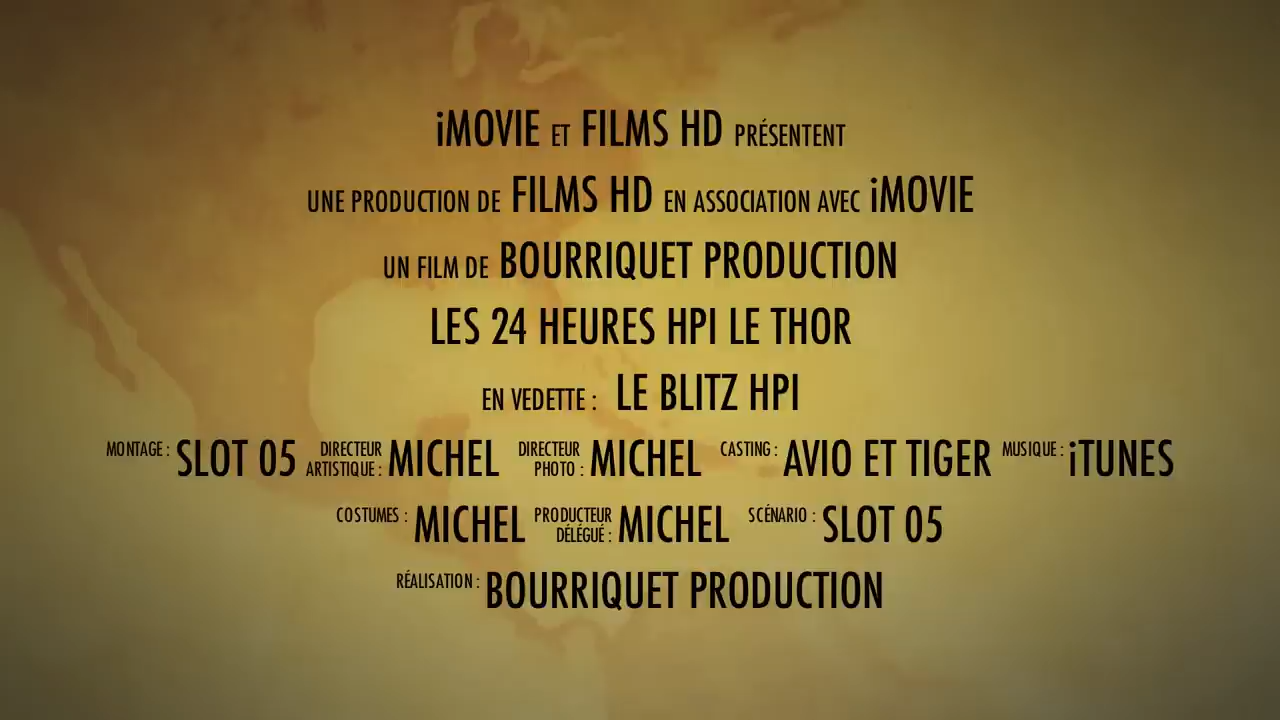 iMOVIE ET FILMS HD PRÉSENTENT
UNE PRODUCTION DE FILMS HD EN ASSOCIATION AVEC iMOVIE
UN FILM DE BOURRIQUET PRODUCTION
LES 24 HEURES HPI LE THOR
EN VEDETTE : LE BLITZ HPI
MONTAGE : SLOT 05 DIRECTEUR ARTISTIQUE : MICHEL DIRECTEUR PHOTO : MICHEL CASTING : AVIO ET TIGER MUSIQUE : iTUNES
COSTUMES : MICHEL PRODUCTEUR DÉLÉGUÉ : MICHEL SCÉNARIO : SLOT 05
RÉALISATION : BOURRIQUET PRODUCTION